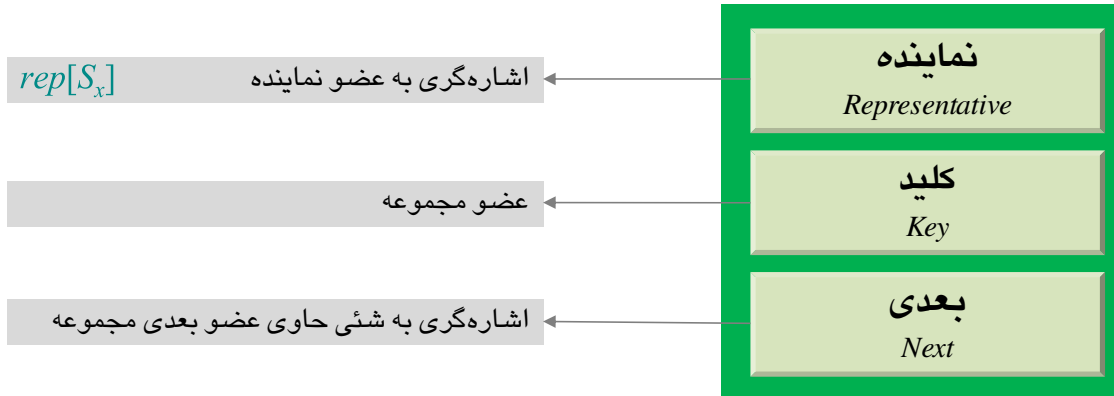 نماینده
Representative
اشاره‌گری به عضو نماینده rep[Sx]
کلید
Key
عضو مجموعه
بعدی
Next
اشاره‌گری به شئی حاوی عضو بعدی مجموعه